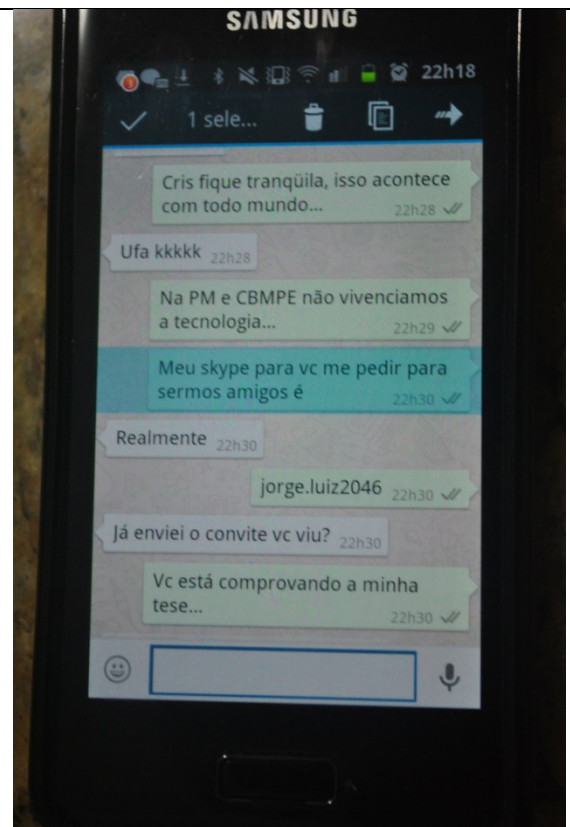 SAMSUNG
22h18
1 sele...
Cris fique tranqüila, isso acontece
com todo mundo... 22h28
Ufa kkkkk 22h28
Na PM e CBMPE não vivenciamos
a tecnologia... 22h29
Meu skype para vc me pedir para
sermos amigos é 22h30
Realmente 22h30
jorge.luiz2046 22h30
Já enviei o convite vc viu? 22h30
Vc está comprovando a minha
tese... 22h30